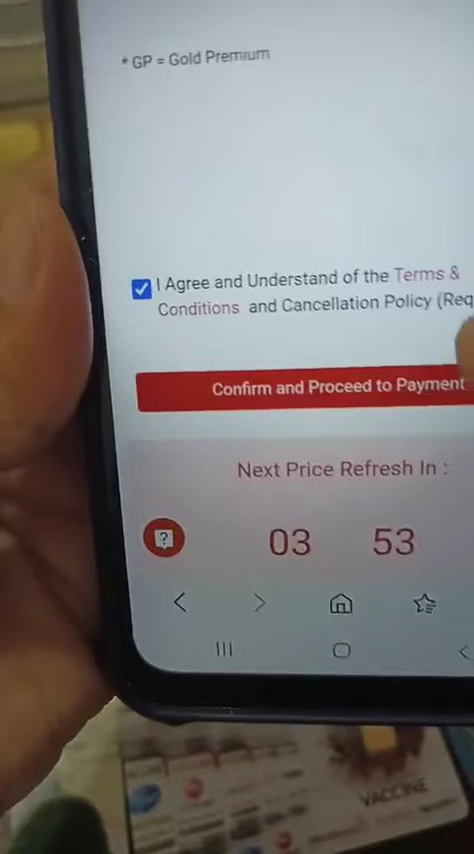 * GP = Gold Premium
I Agree and Understand of the Terms &
Conditions and Cancellation Policy (Req
Confirm and Proceed to Payment
Next Price Refresh In :
03 53
VACCINE